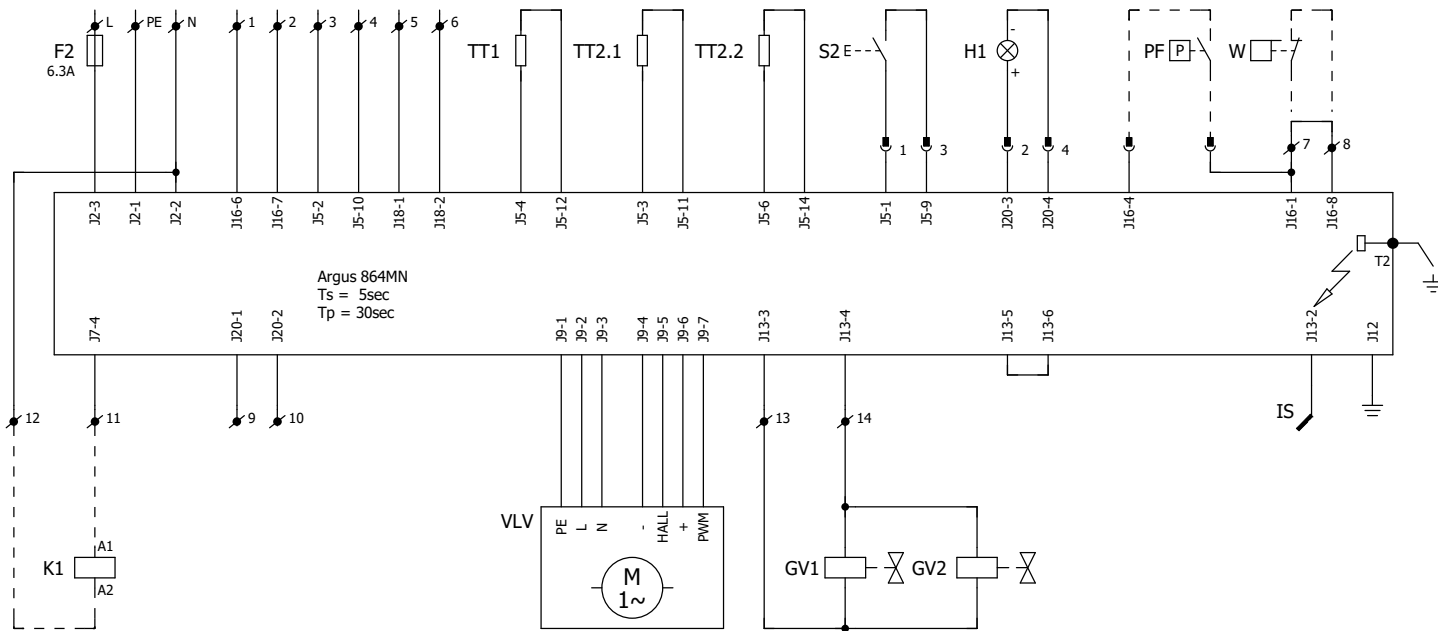 L PE N 1 2 3 4 5 6
F2 TT1 TT2.1 TT2.2 S2 E H1 - PF P W
6.3A
+
1 3 2 4 7 8
J2-3 J2-1 J2-2 J16-6 J16-7 J5-2 J5-10 J18-1 J18-2 J5-4 J5-12 J5-3 J5-11 J5-6 J5-14 J5-1 J5-9 J20-3 J20-4 J16-4 J16-1 J16-8
T2
Argus 864MN
Ts = 5sec
Tp = 30sec
J7-4 J20-1 J20-2 J9-1 J9-2 J9-3 J9-4 J9-5 J9-6 J9-7 J13-3 J13-4 J13-5 J13-6 J13-2 J12
12 11 9 10 13 14 IS
VLV PE L N - HALL + PWM
A1
K1 GV1 GV2
A2
M
1~